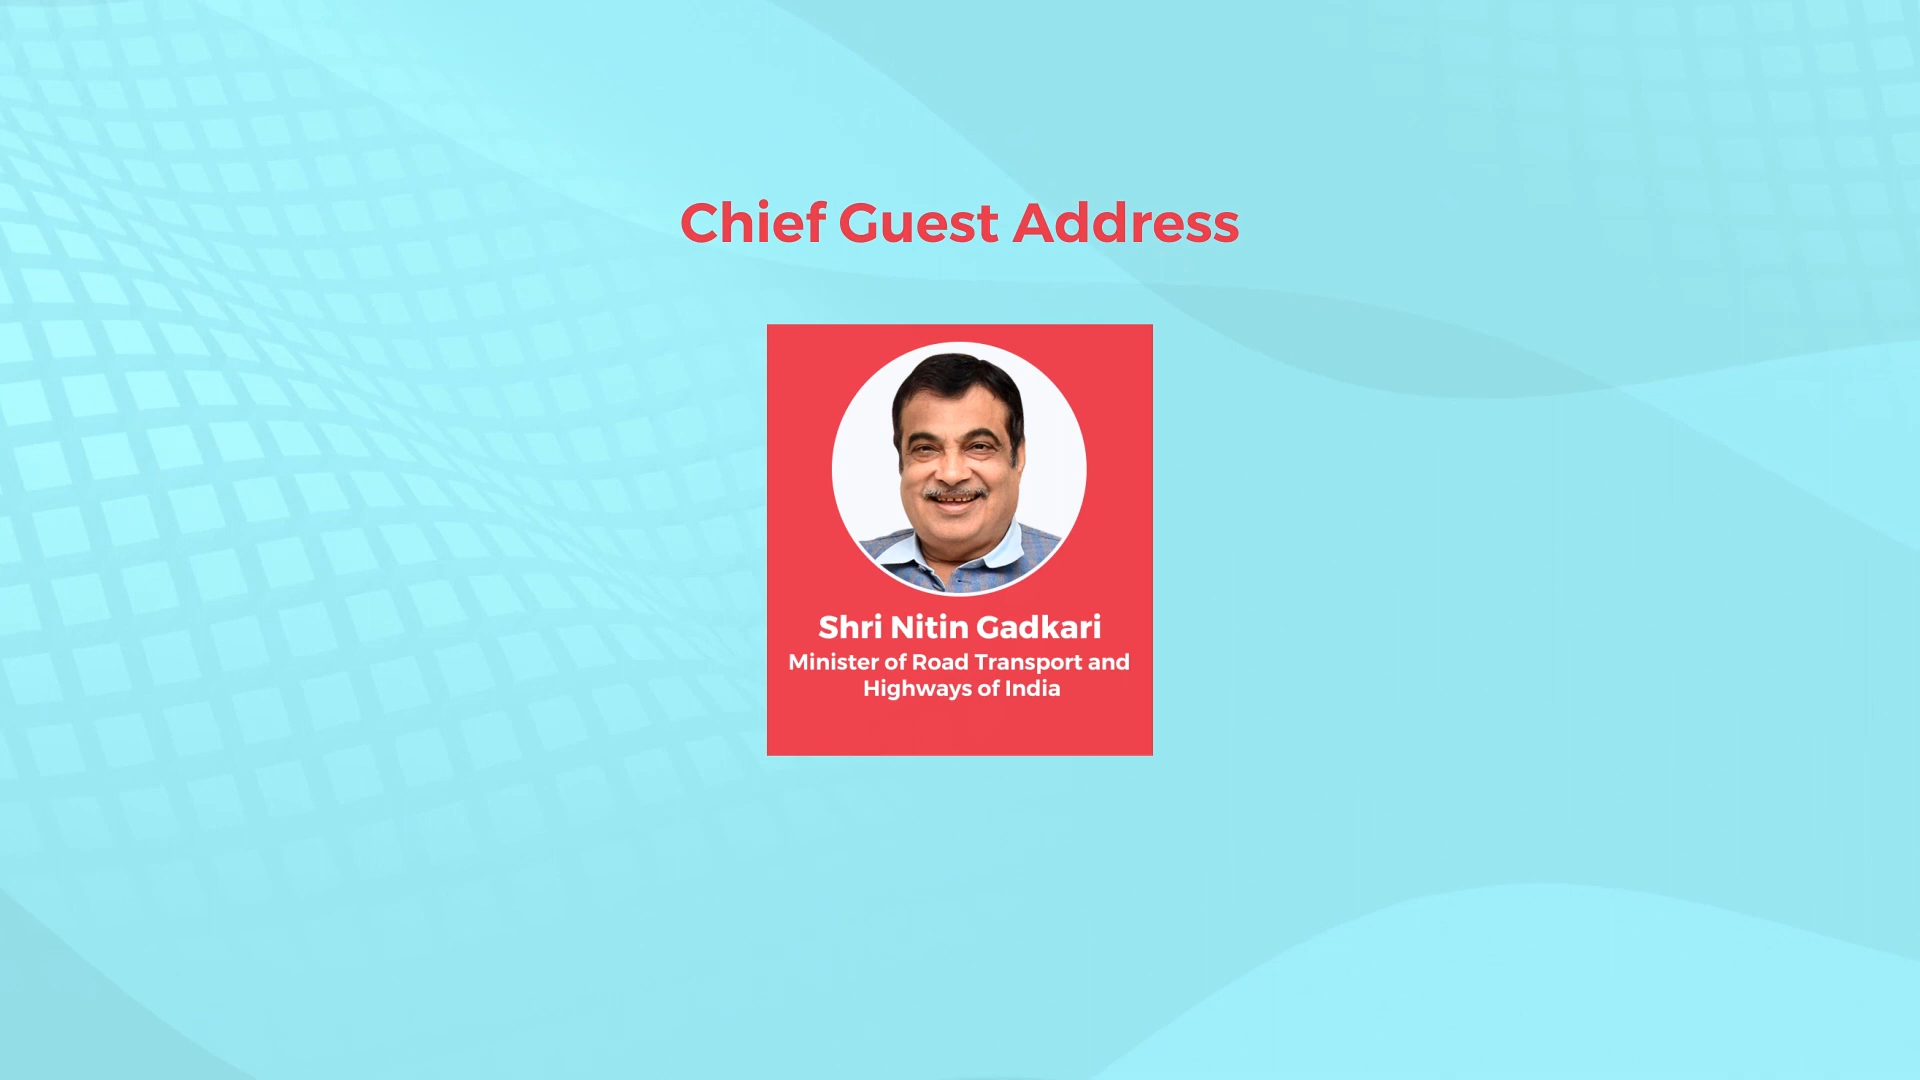 Chief Guest Address
Shri Nitin Gadkari
Minister of Road Transport and
Highways of India